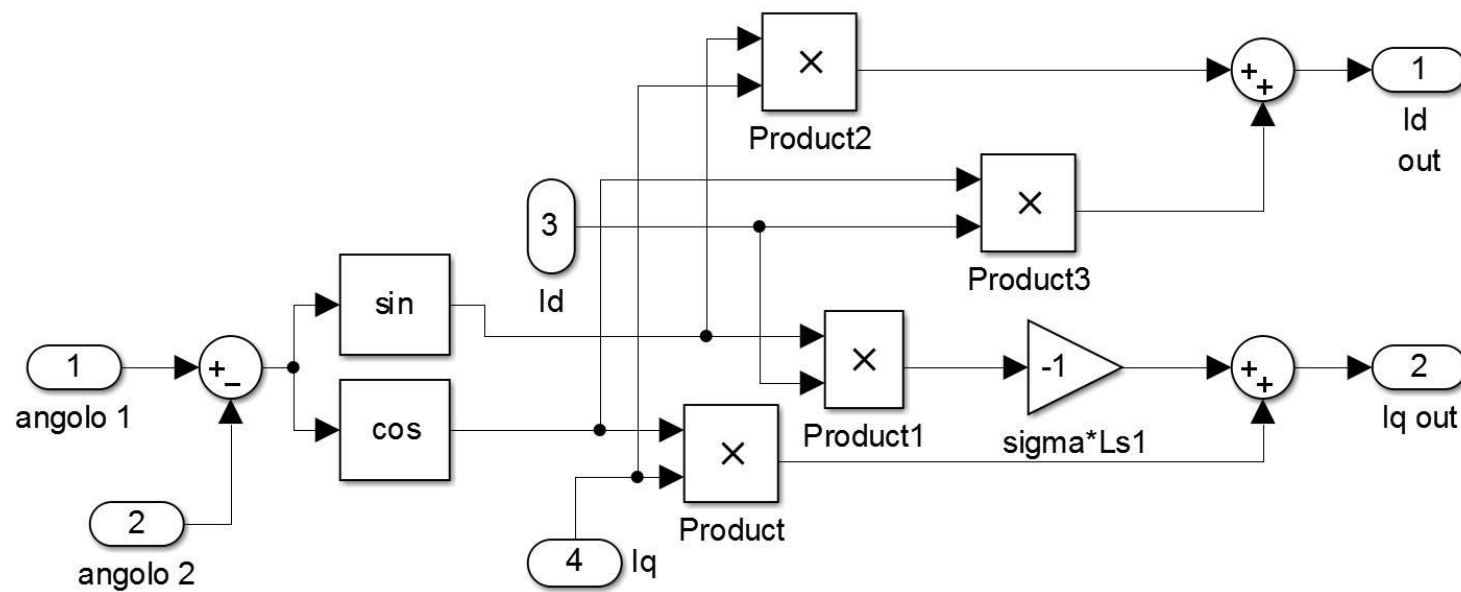 ×
Product2
+
+
1
Id
out
3
Id
×
Product3
sin
1
angolo 1
+
−
cos
×
Product1
-1
sigma*Ls1
+
+
2
Iq out
×
Product
2
angolo 2
4
Iq